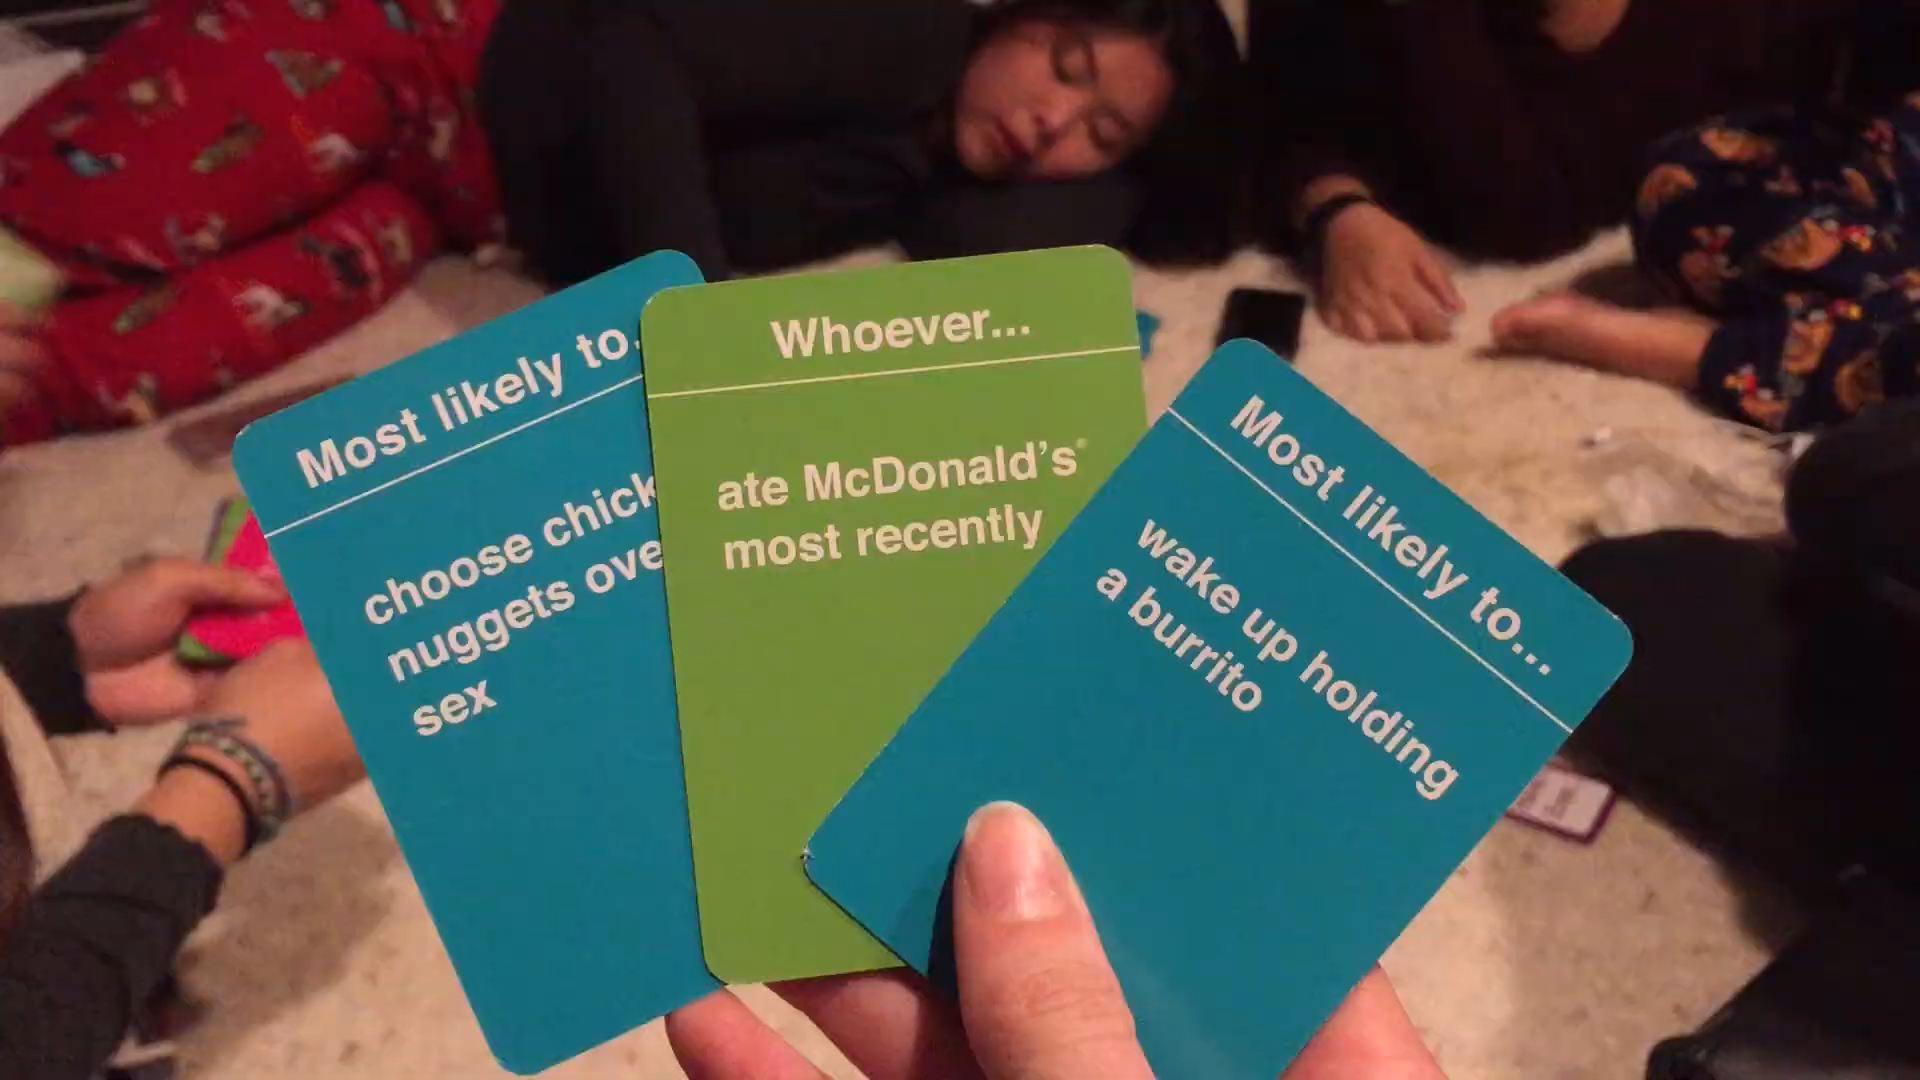 Most likely to.
choose chick
nuggets ove
sex
Whoever...
ate McDonald's®
most recently
Most likely to...
wake up holding
a burrito